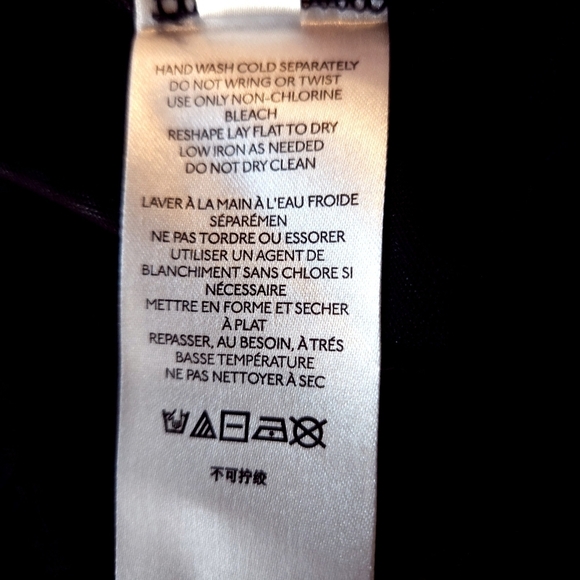 HAND WASH COLD SEPARATELY
DO NOT WRING OR TWIST
USE ONLY NON-CHLORINE
BLEACH
RESHAPE LAY FLAT TO DRY
LOW IRON AS NEEDED
DO NOT DRY CLEAN
LAVER À LA MAIN À L'EAU FROIDE
SÉPARÉMEN
NE PAS TORDRE OU ESSORER
UTILISER UN AGENT DE
BLANCHIMENT SANS CHLORE SI
NÉCESSAIRE
METTRE EN FORME ET SECHER
À PLAT
REPASSER, AU BESOIN, À TRÉS
BASSE TEMPÉRATURE
NE PAS NETTOYER À SEC
不可拧绞